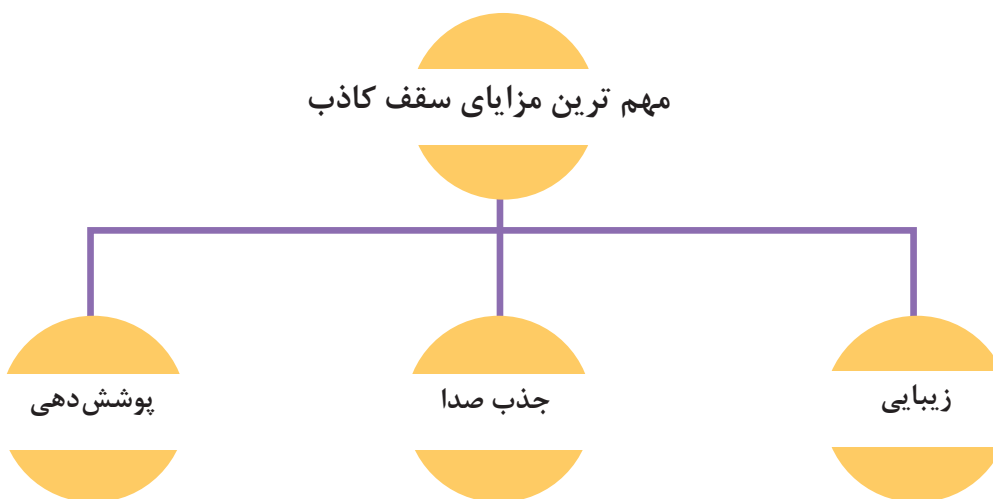 مهم ترین مزایای سقف کاذب
زیبایی
جذب صدا
پوشش‌دهی